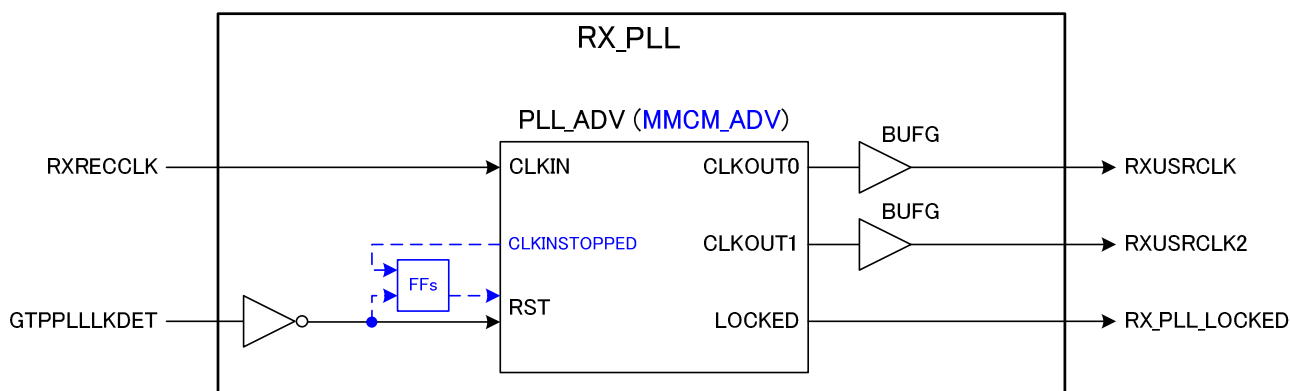 RX_PLL
PLL_ADV (MMCM_ADV)
BUFG
RXRECCLK
CLKIN
CLKOUT0
RXUSRCLK
BUFG
CLKINSTOPPED
CLKOUT1
RXUSRCLK2
FFs
GTPPLLLKDET
RST
LOCKED
RX_PLL_LOCKED